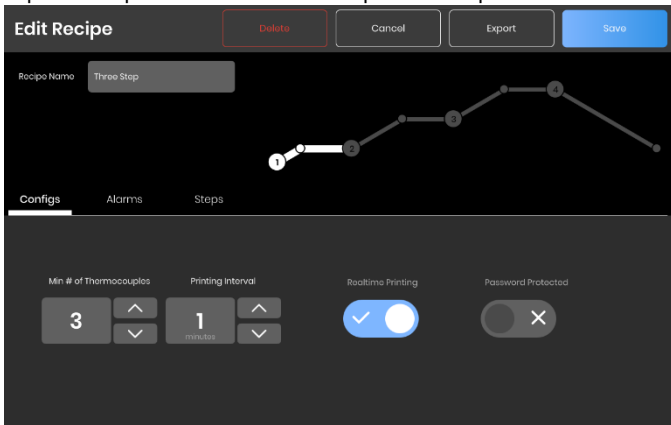 Edit Recipe
Delete
Cancel
Export
Save
Recipe Name
Three Step
1
2
3
4
Configs
Alarms
Steps
Min # of Thermocouples
Printing Interval
Realtime Printing
Password Protected
3
1
minutes